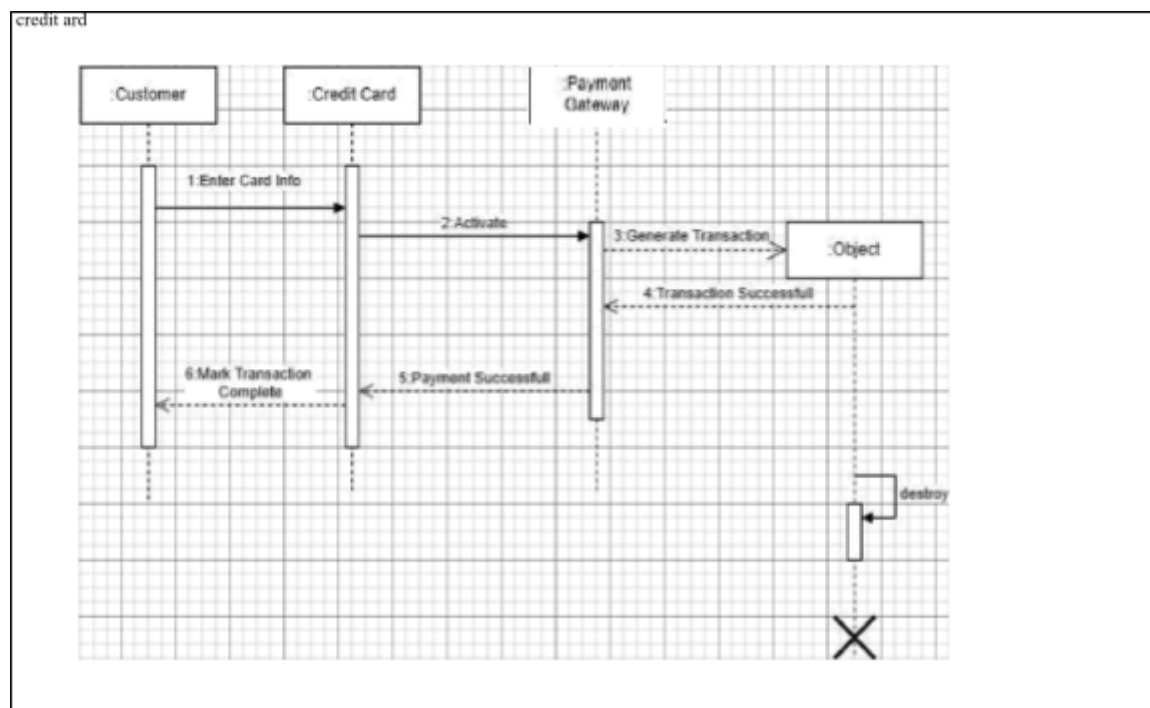 credit ard
:Customer
:Credit Card
:Paymont
Gateway
1:Enter Card Info
2:Activate
3:Generate Transaction
:Object
4:Transaction Successfull
6:Mark Transaction
Complete
5:Payment Successfull
destroy